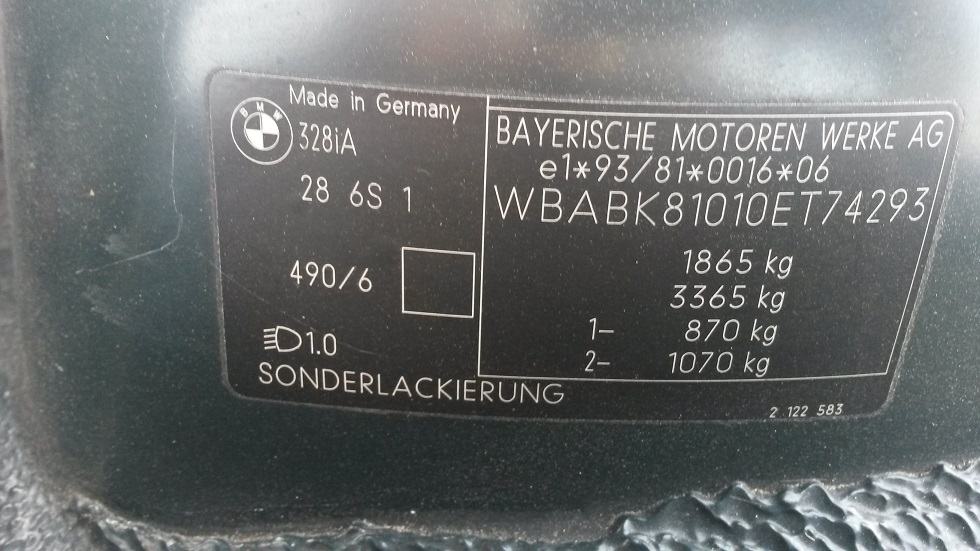 BMW
Made in Germany
328iA
28 6S 1
490/6
1.0
SONDERLACKIERUNG
BAYERISCHE MOTOREN WERKE AG
e1*93/81*0016*06
WBABK81010ET74293
1865 kg
3365 kg
1- 870 kg
2- 1070 kg
2 122 583